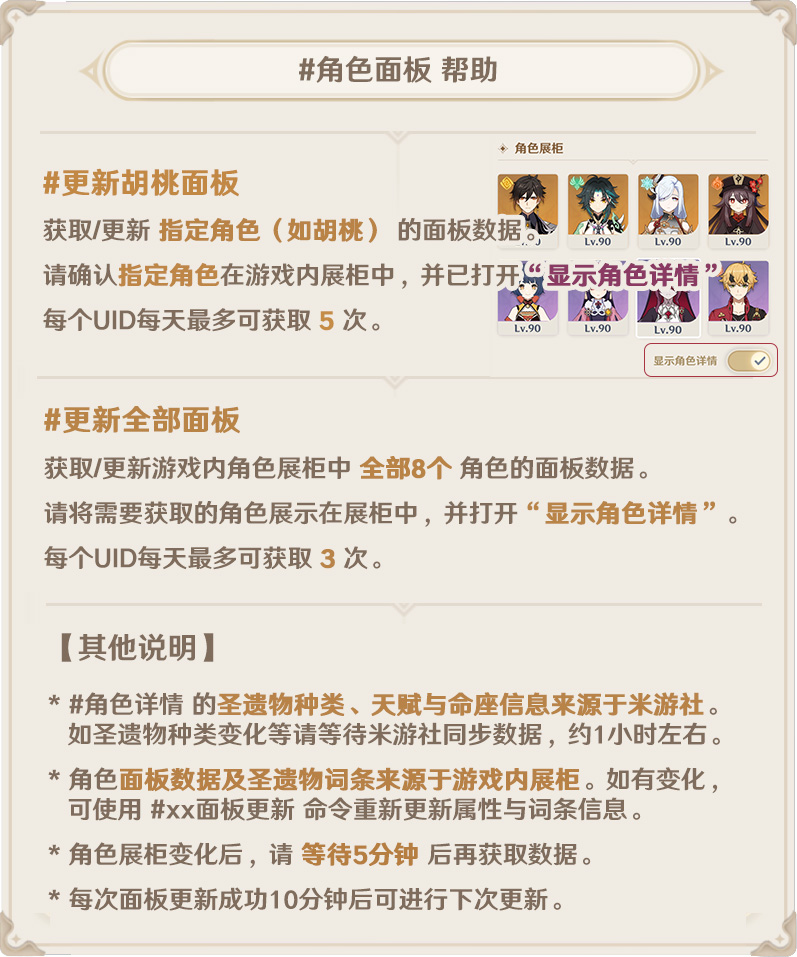 #角色面板 帮助
角色展柜
#更新胡桃面板
获取/更新 指定角色（如胡桃） 的面板数据。
Lv.90 Lv.90 Lv.90
请确认指定角色在游戏内展柜中，并已打开“显示角色详情”
每个UID每天最多可获取 5 次。
Lv.90 Lv.90 Lv.90 Lv.90
显示角色详情
#更新全部面板
获取/更新游戏内角色展柜中 全部8个 角色的面板数据。
请将需要获取的角色展示在展柜中，并打开“显示角色详情”。
每个UID每天最多可获取 3 次。
【其他说明】
* #角色详情 的圣遗物种类、天赋与命座信息来源于米游社。
如圣遗物种类变化等请等待米游社同步数据，约1小时左右。
* 角色面板数据及圣遗物词条来源于游戏内展柜。如有变化，
可使用 #xx面板更新 命令重新更新属性与词条信息。
* 角色展柜变化后，请 等待5分钟 后再获取数据。
* 每次面板更新成功10分钟后可进行下次更新。